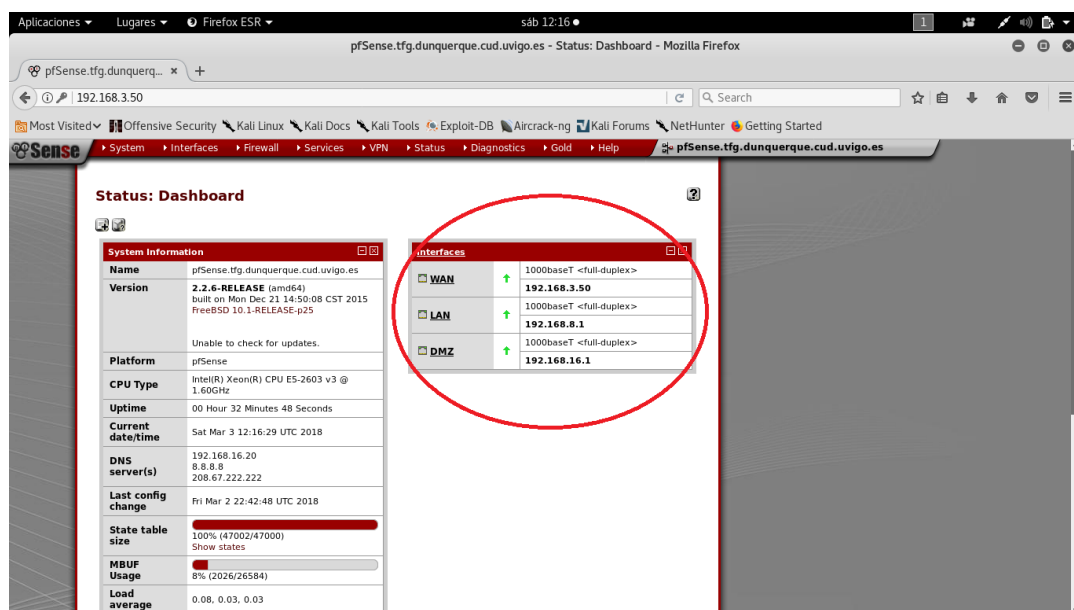 Aplicaciones Lugares Firefox ESR sáb 12:16 1
pfSense.tfg.dunquerque.cud.uvigo.es - Status: Dashboard - Mozilla Firefox
pfSense.tfg.dunquerq...
192.168.3.50 Search
Most Visited Offensive Security Kali Linux Kali Docs Kali Tools Exploit-DB Aircrack-ng Kali Forums NetHunter Getting Started
Sense System Interfaces Firewall Services VPN Status Diagnostics Gold Help pfSense.tfg.dunquerque.cud.uvigo.es
Status: Dashboard
System Information
Name pfSense.tfg.dunquerque.cud.uvigo.es
Version 2.2.6-RELEASE (amd64)
built on Mon Dec 21 14:50:08 CST 2015
FreeBSD 10.1-RELEASE-p25
Unable to check for updates.
Platform pfSense
CPU Type Intel(R) Xeon(R) CPU E5-2603 v3 @
1.60GHz
Uptime 00 Hour 32 Minutes 48 Seconds
Current
date/time Sat Mar 3 12:16:29 UTC 2018
DNS
server(s) 192.168.16.20
8.8.8.8
208.67.222.222
Last config
change Fri Mar 2 22:42:48 UTC 2018
State table
size 100% (47002/47000)
Show states
MBUF
Usage 8% (2026/26584)
Load
average 0.08, 0.03, 0.03
Interfaces
WAN 1000baseT <full-duplex>
192.168.3.50
LAN 1000baseT <full-duplex>
192.168.8.1
DMZ 1000baseT <full-duplex>
192.168.16.1